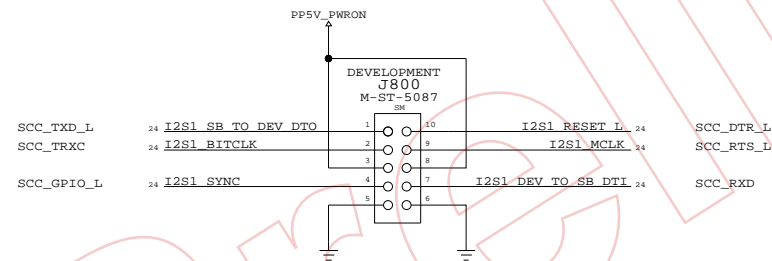 PP5V_PWRON
DEVELOPMENT
J800
M-ST-5087
SM
SCC_TXD_L 24 I2S1_SB_TO_DEV_DTO 1 10 I2S1_RESET_L 24 SCC_DTR_L
SCC_TRXC 24 I2S1_BITCLK 2 9 I2S1_MCLK 24 SCC_RTS_L
3 8
SCC_GPIO_L 24 I2S1_SYNC 4 7 I2S1_DEV_TO_SB_DTI 24 SCC_RXD
5 6